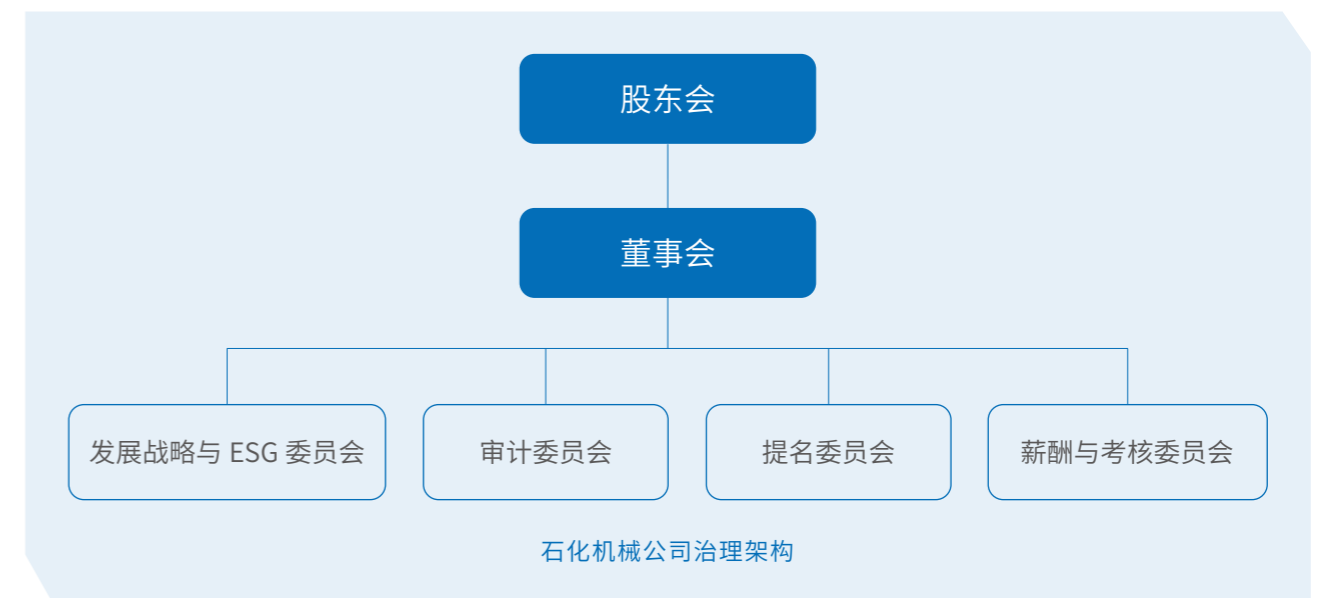 股东会
董事会
发展战略与 ESG 委员会
审计委员会
提名委员会
薪酬与考核委员会
石化机械公司治理架构